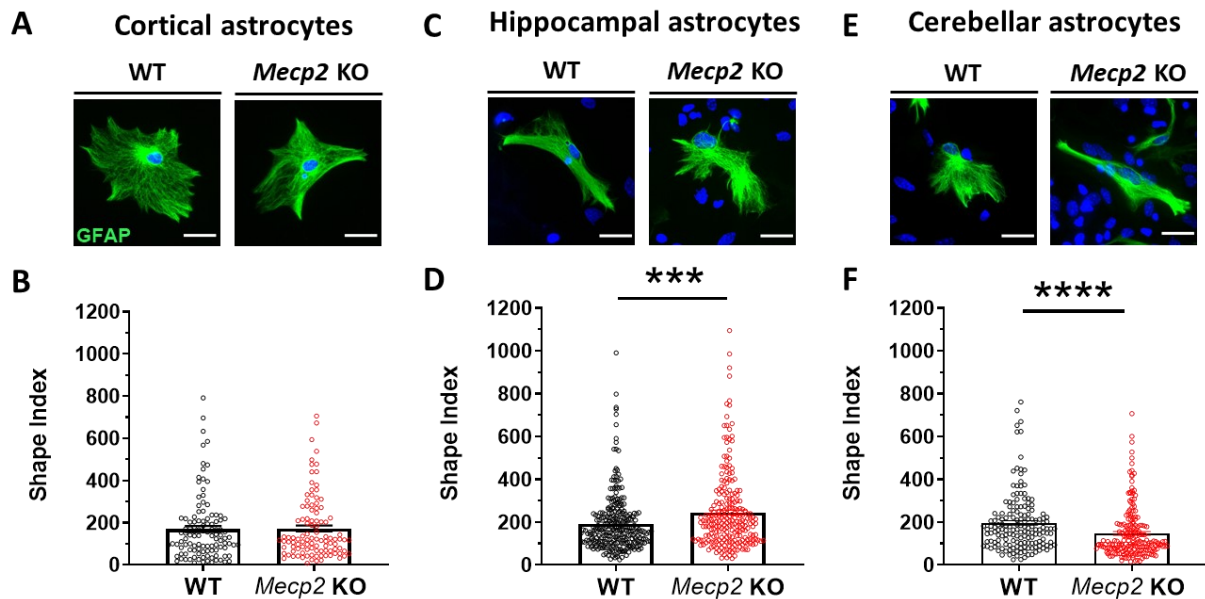 A Cortical astrocytes
WT Mecp2 KO
GFAP
B
Shape Index
1200
1000
800
600
400
200
0
WT Mecp2 KO
C Hippocampal astrocytes
WT Mecp2 KO
D
***
Shape Index
1200
1000
800
600
400
200
0
WT Mecp2 KO
E Cerebellar astrocytes
WT Mecp2 KO
F
****
Shape Index
1200
1000
800
600
400
200
0
WT Mecp2 KO